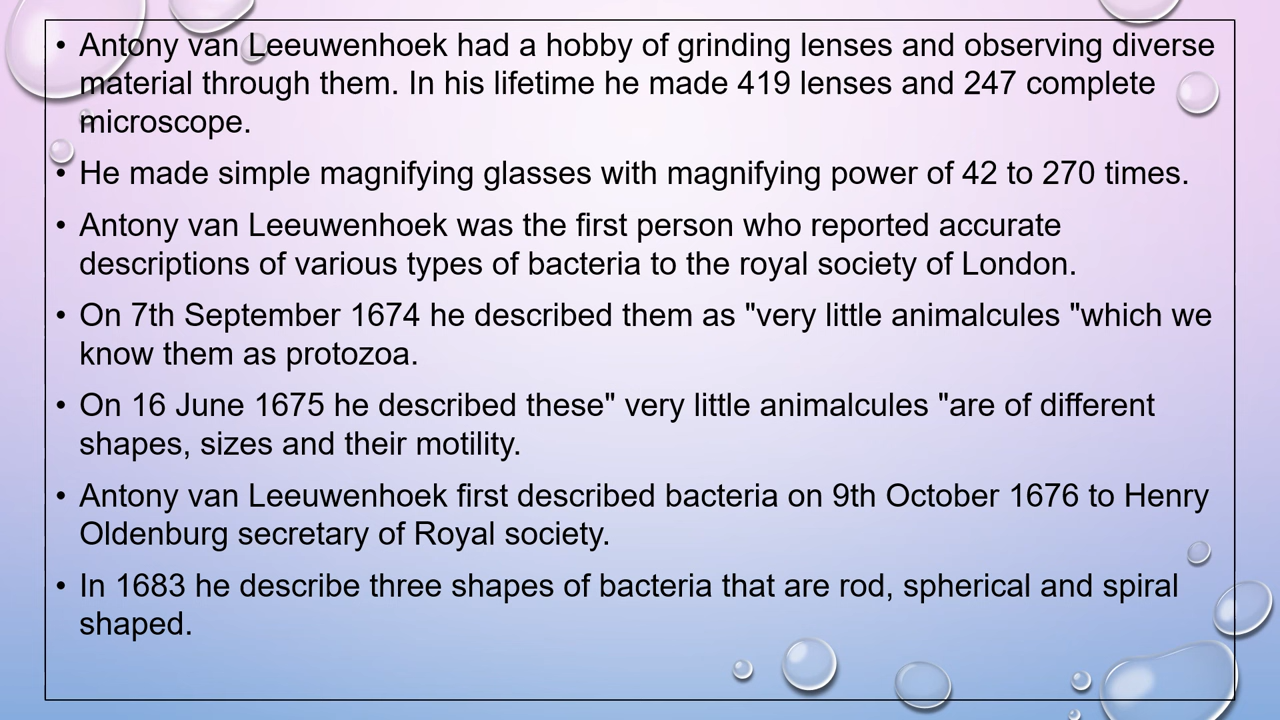 • Antony van Leeuwenhoek had a hobby of grinding lenses and observing diverse
material through them. In his lifetime he made 419 lenses and 247 complete
microscope.
• He made simple magnifying glasses with magnifying power of 42 to 270 times.
• Antony van Leeuwenhoek was the first person who reported accurate
descriptions of various types of bacteria to the royal society of London.
• On 7th September 1674 he described them as "very little animalcules "which we
know them as protozoa.
• On 16 June 1675 he described these" very little animalcules "are of different
shapes, sizes and their motility.
• Antony van Leeuwenhoek first described bacteria on 9th October 1676 to Henry
Oldenburg secretary of Royal society.
• In 1683 he describe three shapes of bacteria that are rod, spherical and spiral
shaped.